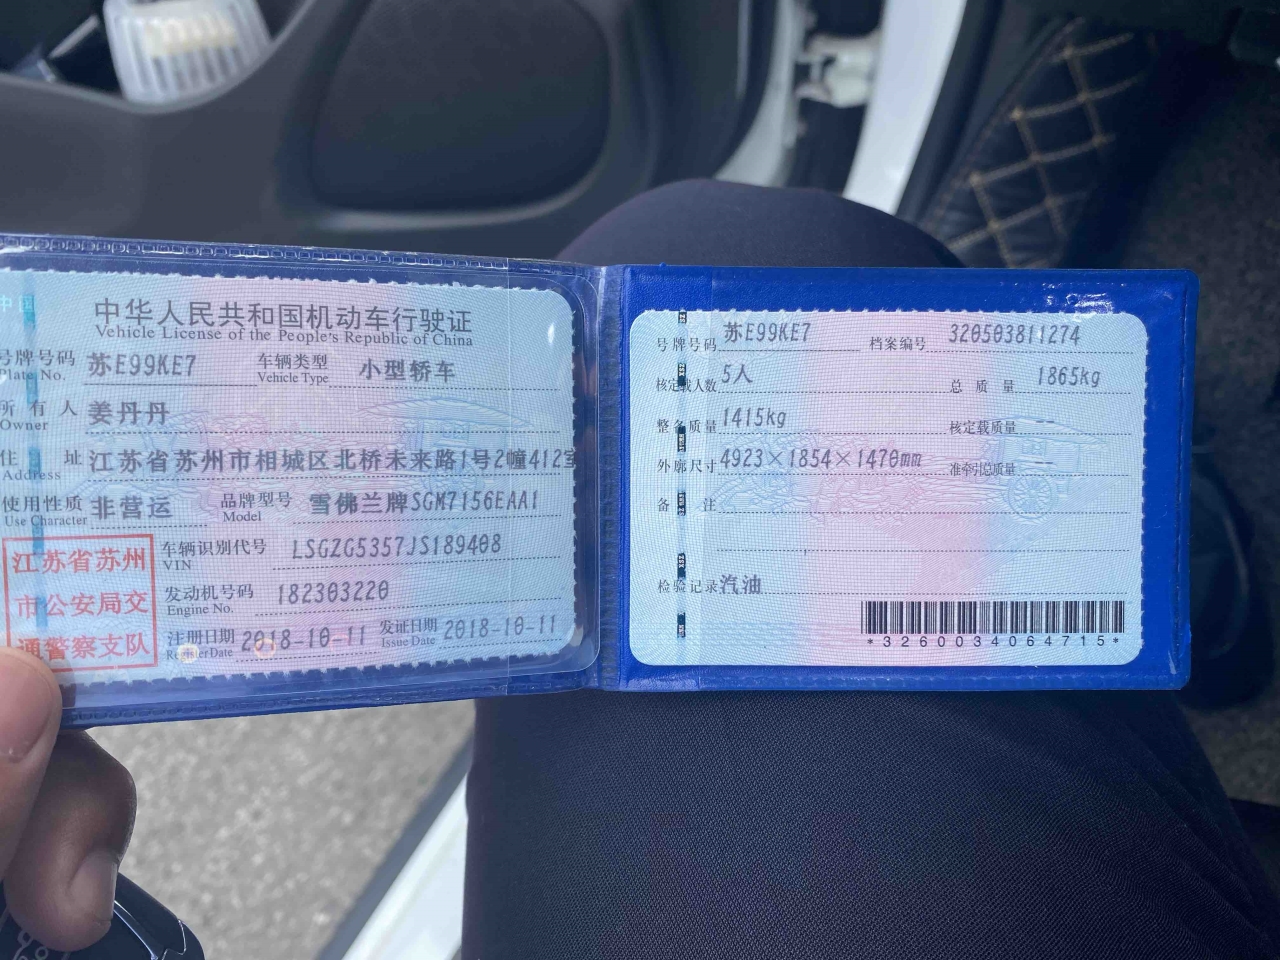 中国
中华人民共和国机动车行驶证
Vehicle License of the People's Republic of China
号牌号码 苏E99KE7 车辆类型 小型轿车
Plate No. Vehicle Type
所有人 姜丹丹
Owner
住址 江苏省苏州市相城区北桥未来路1号2幢412室
Address
使用性质 非营运 品牌型号 雪佛兰牌SGM7156EAA1
Use Character Model
江苏省苏州
市公安局交
通警察支队
车辆识别代号 LSGZG5357JS189408
VIN
发动机号码 182303220
Engine No.
注册日期 2018-10-11 发证日期 2018-10-11
Register Date Issue Date
号牌号码 苏E99KE7 档案编号 320503811274
核定载人数 5人 总质量 1865kg
整备质量 1415kg 核定载质量 --
外廓尺寸 4923×1854×1470mm 准牵引总质量 --
备注
检验记录 汽油
*3260034064715*